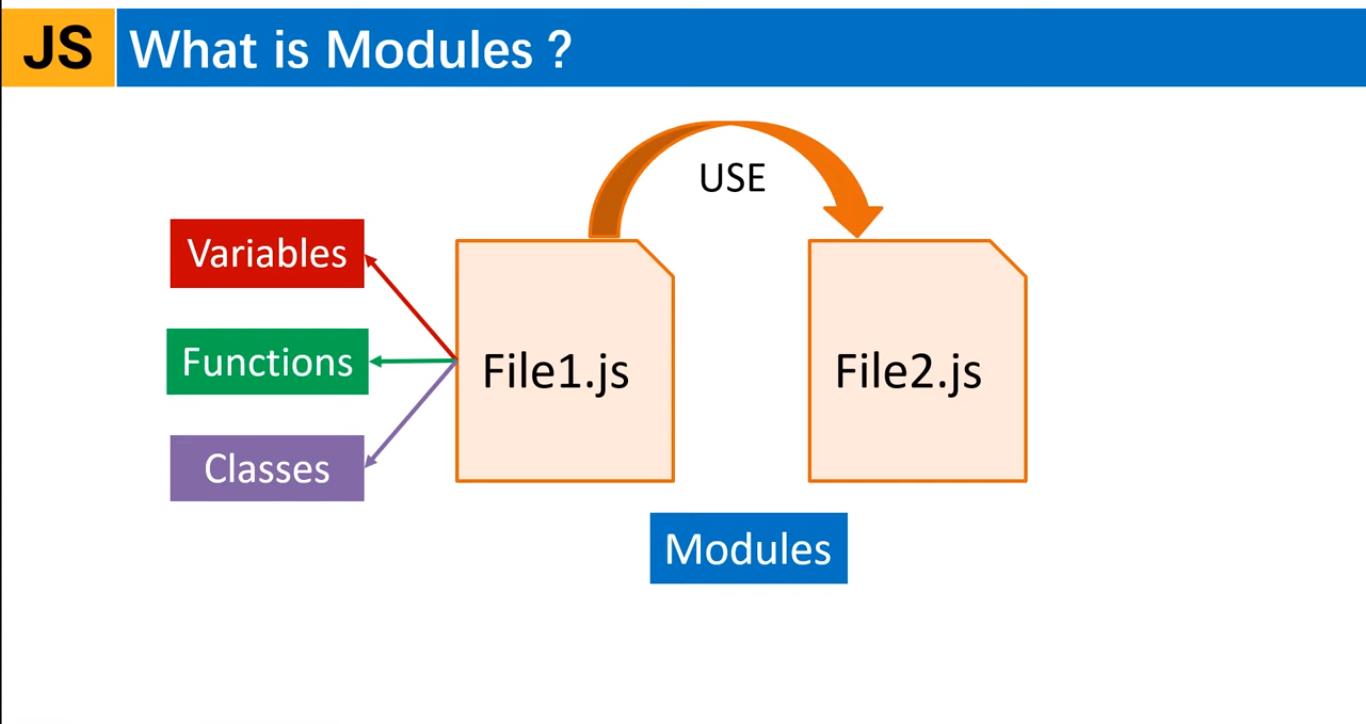 JS What is Modules ?
USE
Variables
Functions
Classes
File1.js
File2.js
Modules